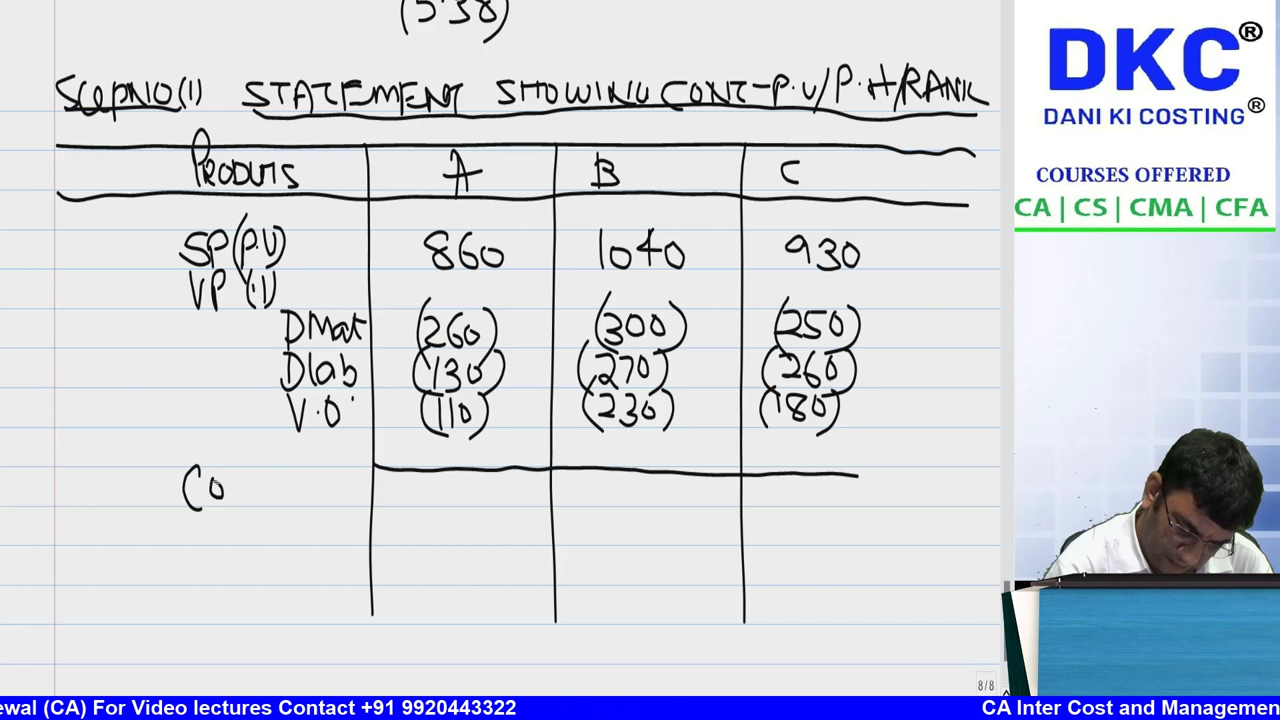 (5.38)
STATEMENT SHOWING CONT-P.U/P.H/RANK
PRODUTS A B C
SP(P.U) 860 1040 930
VP (1)
DMat (260) (300) (250)
Dlab (130) (270) (260)
V.O. (110) (230) (180)
CO
DKC®
DANI KI COSTING®
COURSES OFFERED
CA | CS | CMA | CFA
8/8
ewal (CA) For Video lectures Contact +91 9920443322
CA Inter Cost and Managemen